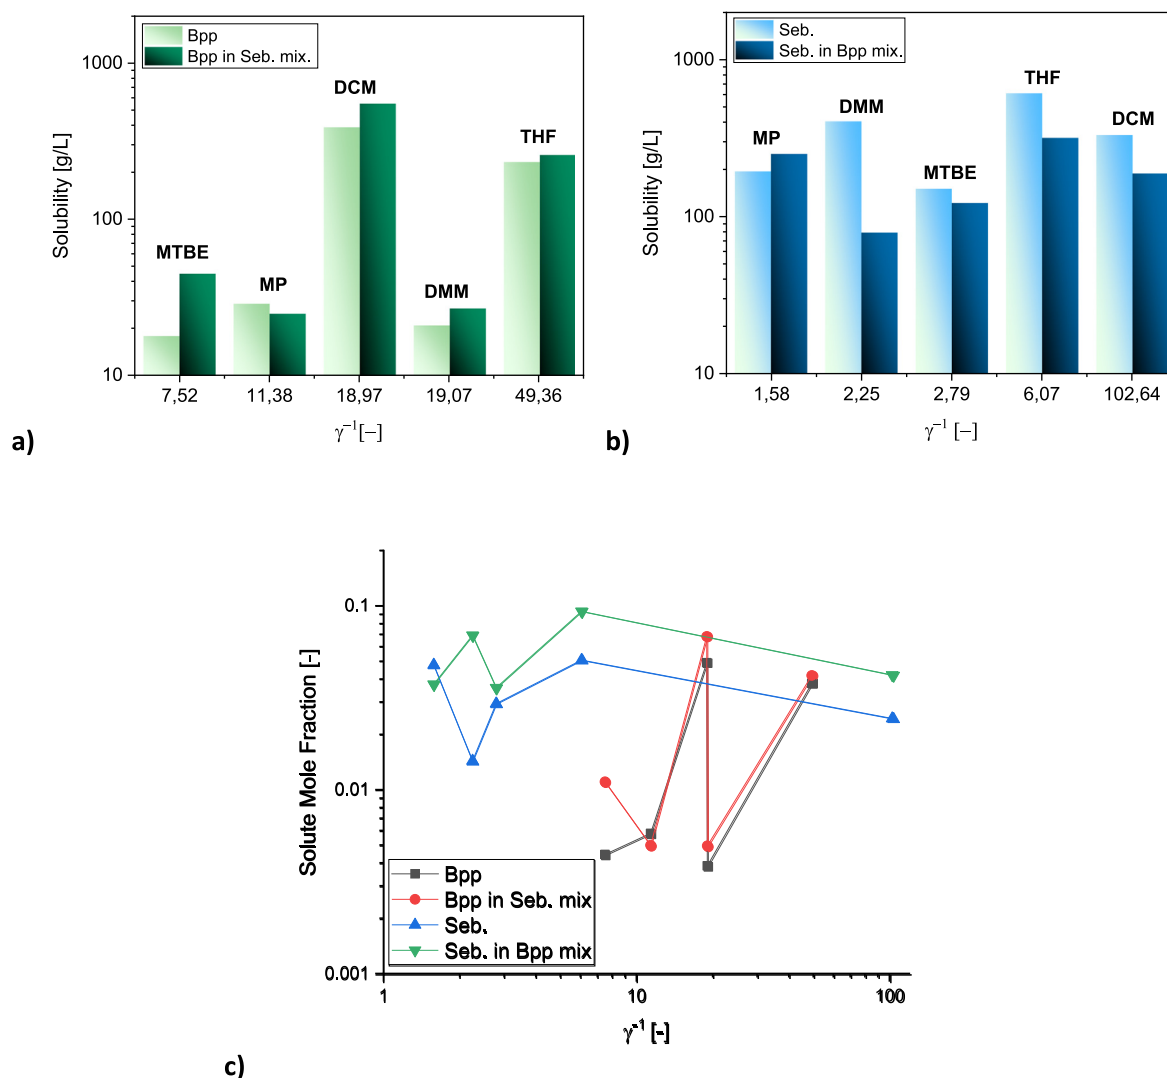 Bpp
Bpp in Seb. mix.
Solubility [g/L]
1000
100
10
MTBE
MP
DCM
DMM
THF
7,52
11,38
18,97
19,07
49,36
γ⁻¹[–]
a)
Seb.
Seb. in Bpp mix.
Solubility [g/L]
1000
100
10
MP
DMM
MTBE
THF
DCM
1,58
2,25
2,79
6,07
102,64
γ⁻¹ [–]
b)
Solute Mole Fraction [-]
0.1
0.01
0.001
Bpp
Bpp in Seb. mix
Seb.
Seb. in Bpp mix
1
10
100
γ⁻¹ [-]
c)